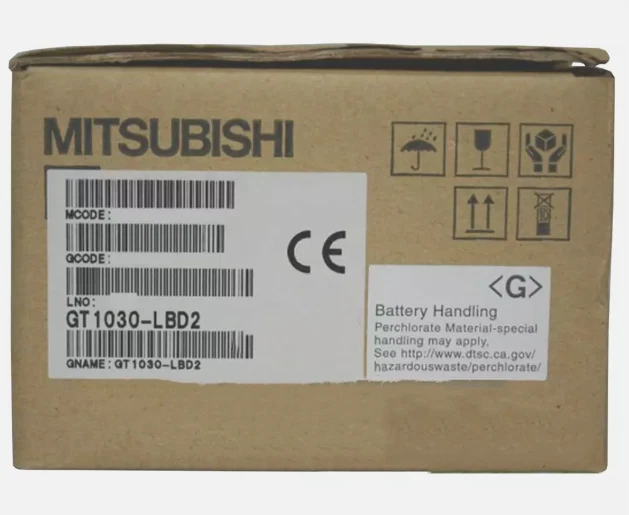 MITSUBISHI
MCODE:
QCODE:
LNO:
GT1030-LBD2
GNAME: GT1030-LBD2
CE
<G>
Battery Handling
Perchlorate Material-special
handling may apply.
See http://www.dtsc.ca.gov/
hazardouswaste/perchlorate/